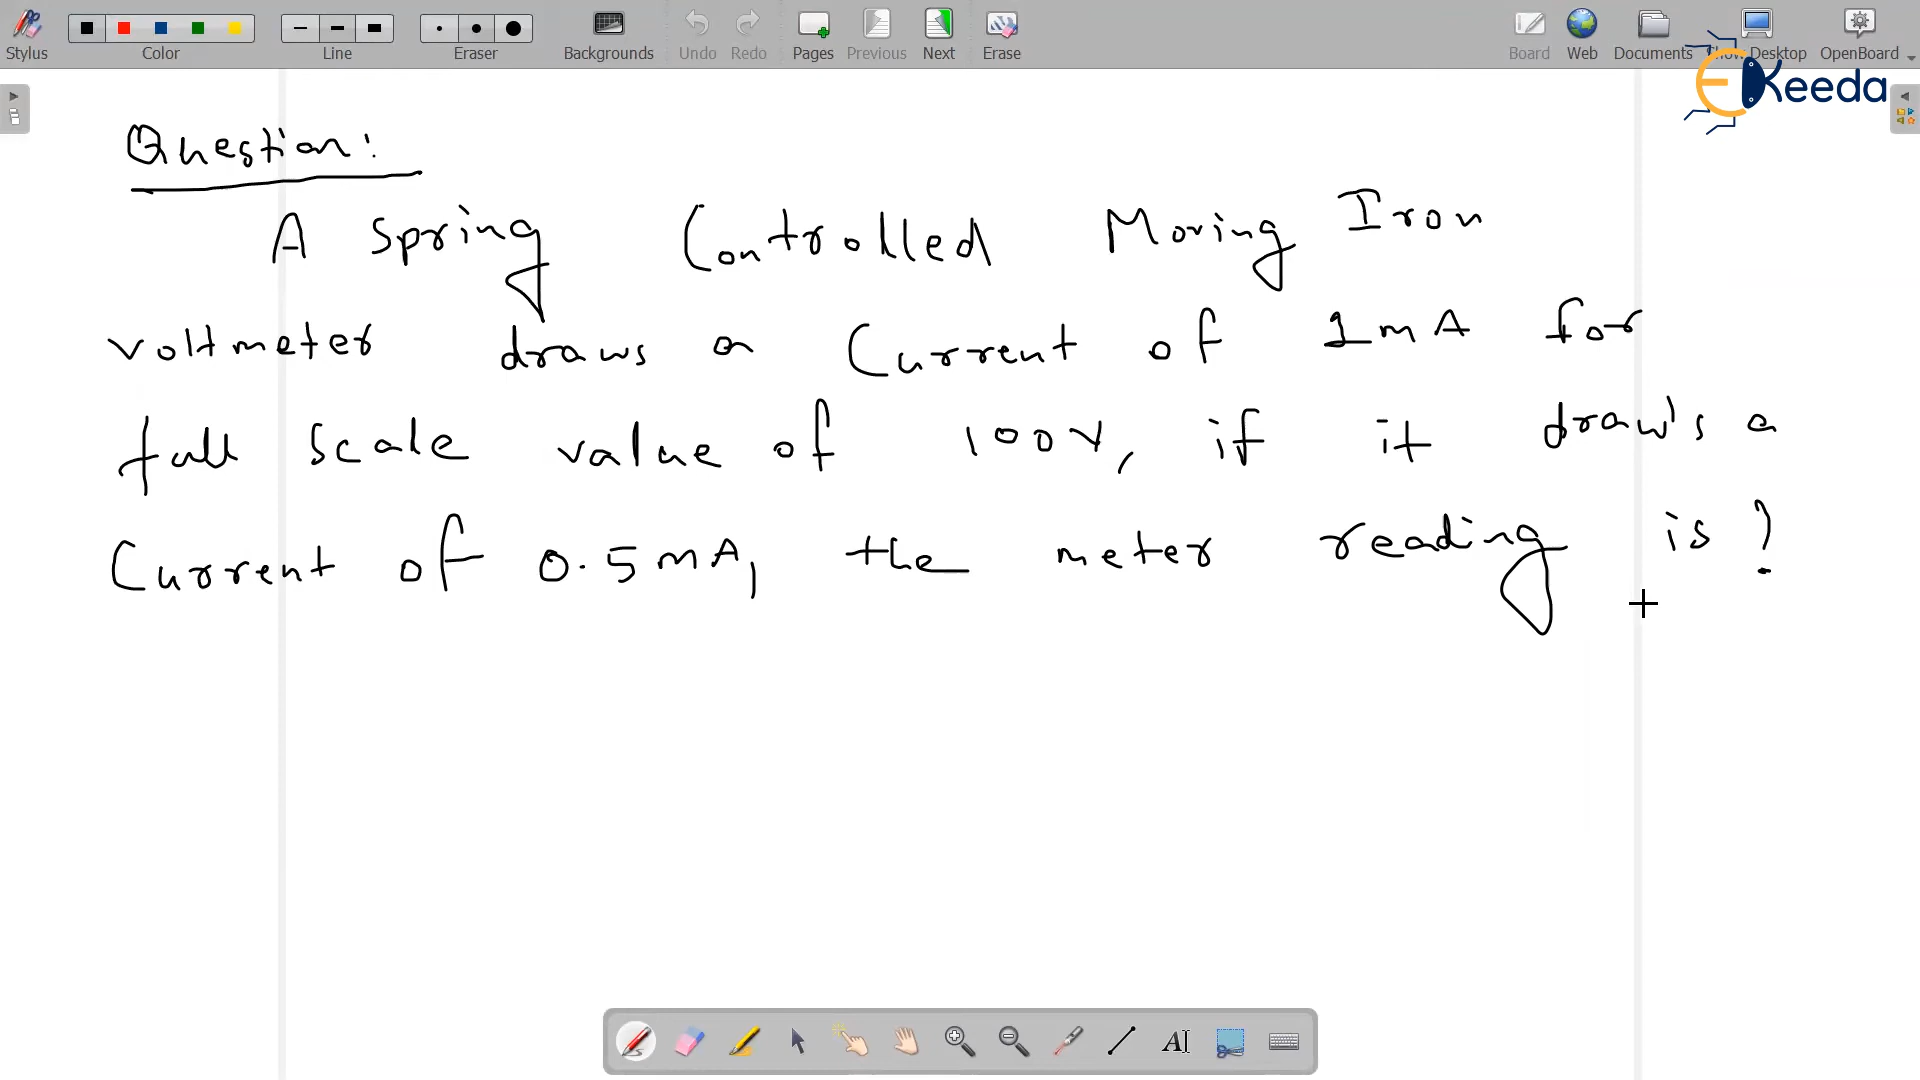 Stylus Color Line Eraser Backgrounds Undo Redo Pages Previous Next Erase Board Web Documents Show Desktop OpenBoard
EKeeda
Question:
A Spring Controlled Moving Iron
voltmeter draws a Current of 1mA for
full scale value of 100V, if it draw's a
Current of 0.5mA, the meter reading is?